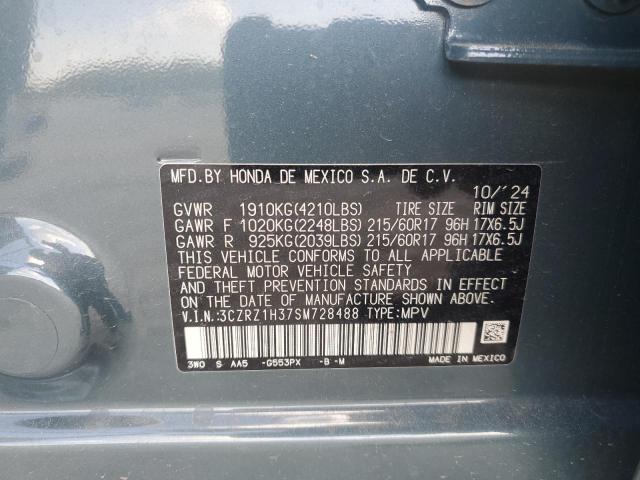 MFD.BY HONDA DE MEXICO S.A. DE C.V.
10/'24
GVWR 1910KG(4210LBS) TIRE SIZE RIM SIZE
GAWR F 1020KG(2248LBS) 215/60R17 96H 17X6.5J
GAWR R 925KG(2039LBS) 215/60R17 96H 17X6.5J
THIS VEHICLE CONFORMS TO ALL APPLICABLE
FEDERAL MOTOR VEHICLE SAFETY
AND THEFT PREVENTION STANDARDS IN EFFECT
ON THE DATE OF MANUFACTURE SHOWN ABOVE.
V.I.N.:3CZRZ1H37SM728488 TYPE:MPV
3W0 S AA5 -G553PX -B -M MADE IN MEXICO